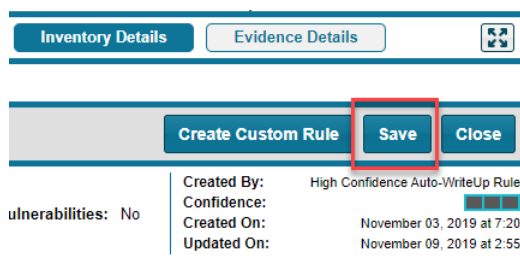 Inventory Details Evidence Details
Create Custom Rule Save Close
Created By: High Confidence Auto-WriteUp Rule
Confidence:
ulnerabilities: No
Created On: November 03, 2019 at 7:20
Updated On: November 09, 2019 at 2:55